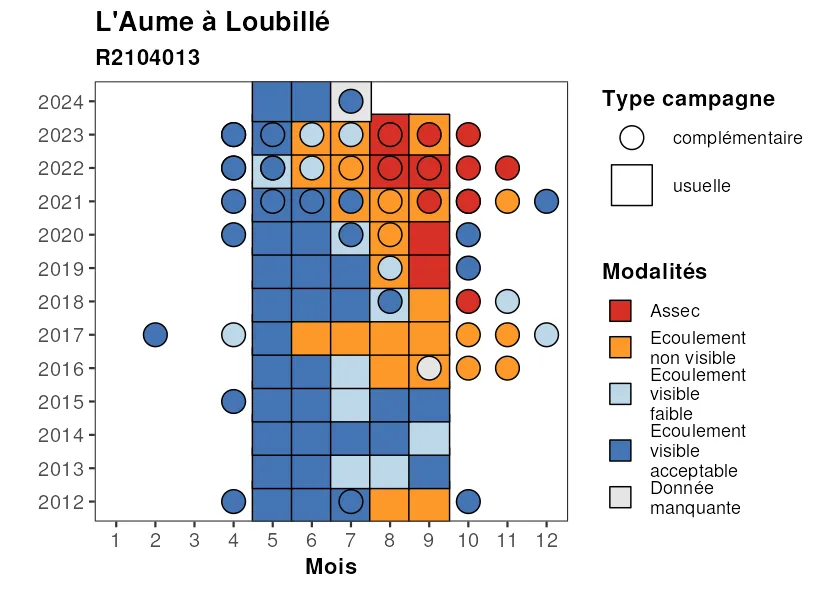 L'Aume à Loubillé
R2104013
2024
2023
2022
2021
2020
2019
2018
2017
2016
2015
2014
2013
2012
1 2 3 4 5 6 7 8 9 10 11 12
Mois
Type campagne
complémentaire
usuelle
Modalités
Assec
Ecoulement
non visible
Ecoulement
visible
faible
Ecoulement
visible
acceptable
Donnée
manquante